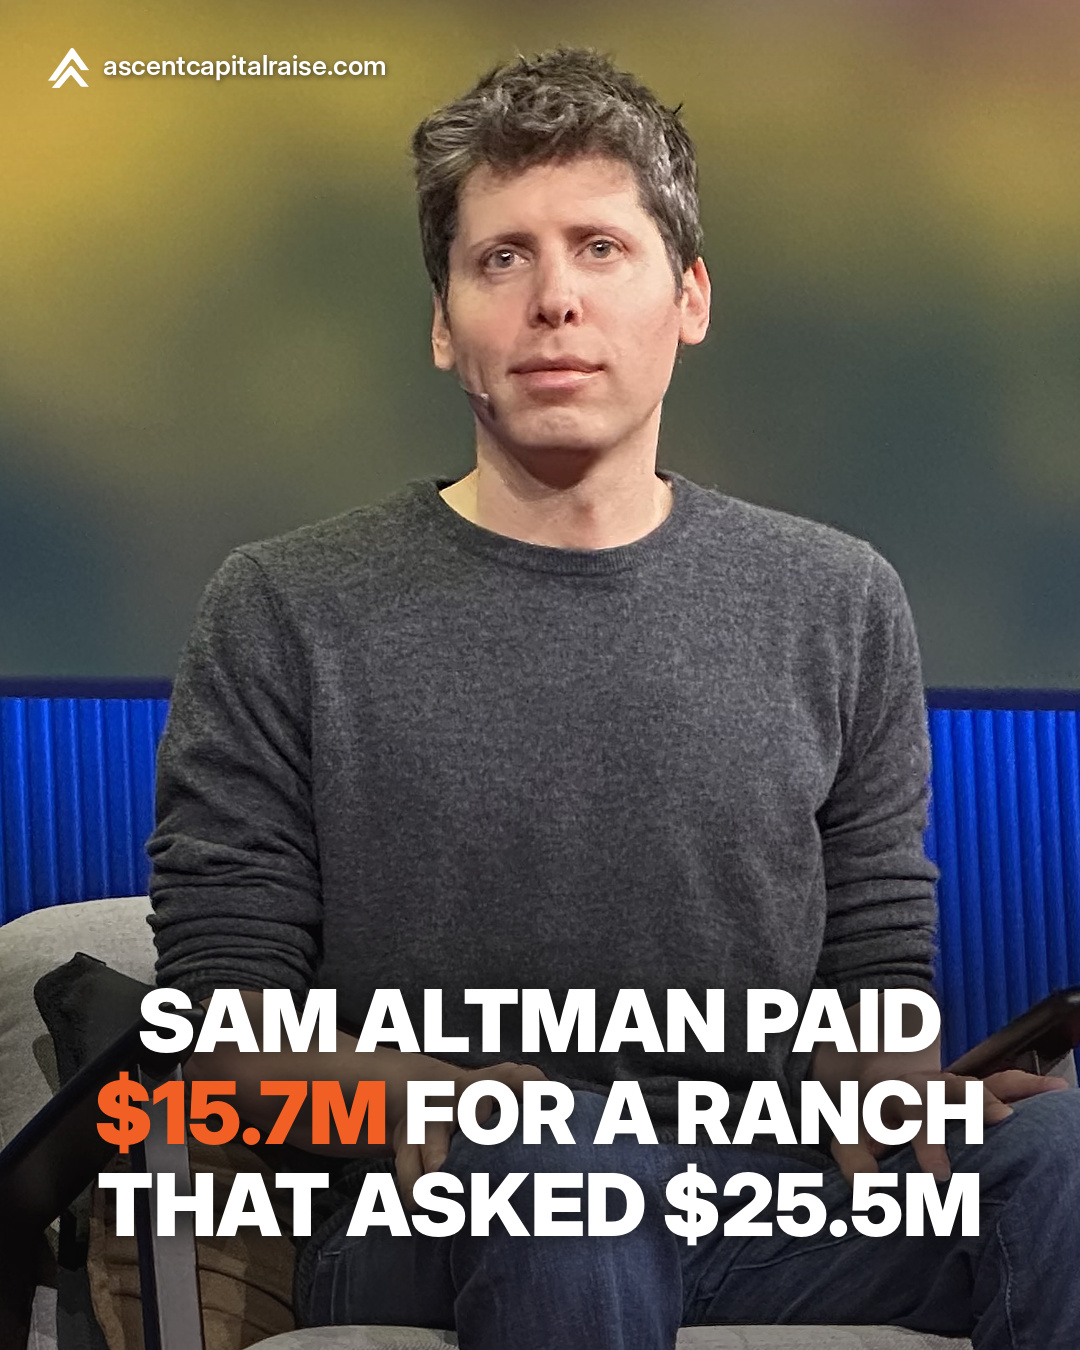 ascentcapitalraise.com
SAM ALTMAN PAID
$15.7M FOR A RANCH
THAT ASKED $25.5M